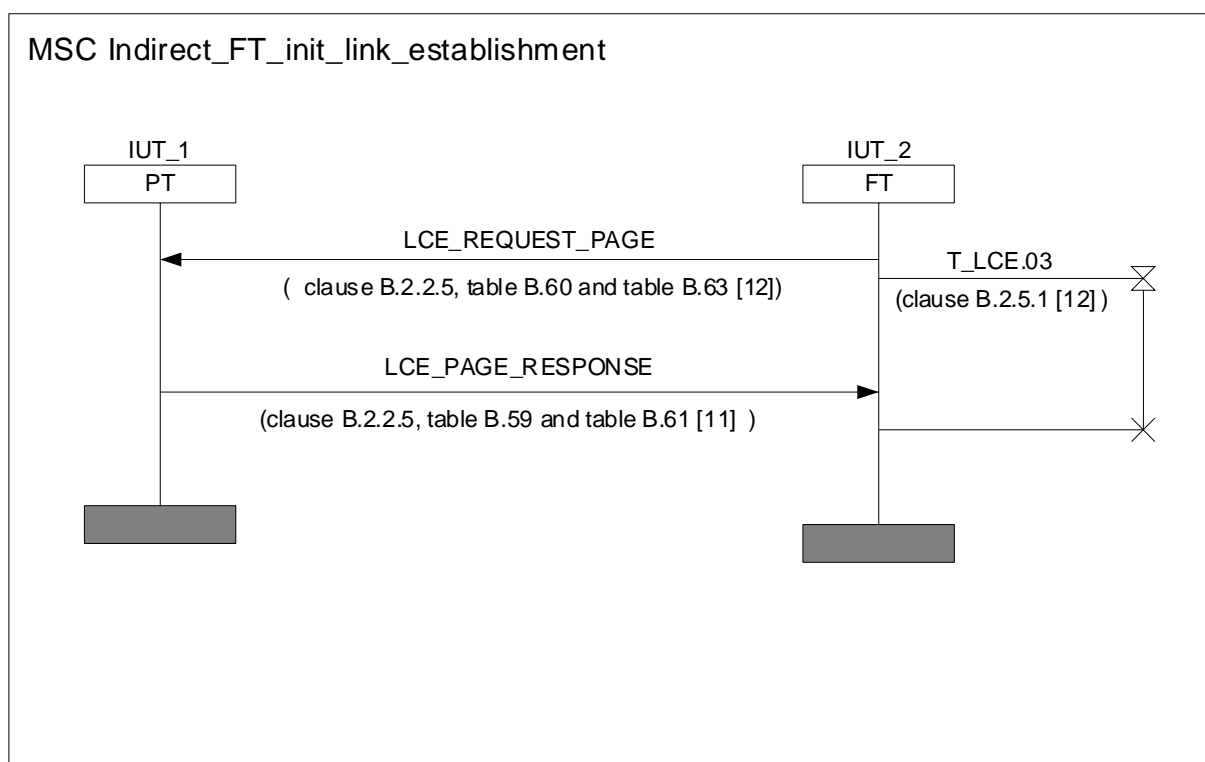 MSC Indirect_FT_init_link_establishment
IUT_1
PT
IUT_2
FT
LCE_REQUEST_PAGE
( clause B.2.2.5, table B.60 and table B.63 [12])
T_LCE.03
(clause B.2.5.1 [12] )
LCE_PAGE_RESPONSE
(clause B.2.2.5, table B.59 and table B.61 [11] )